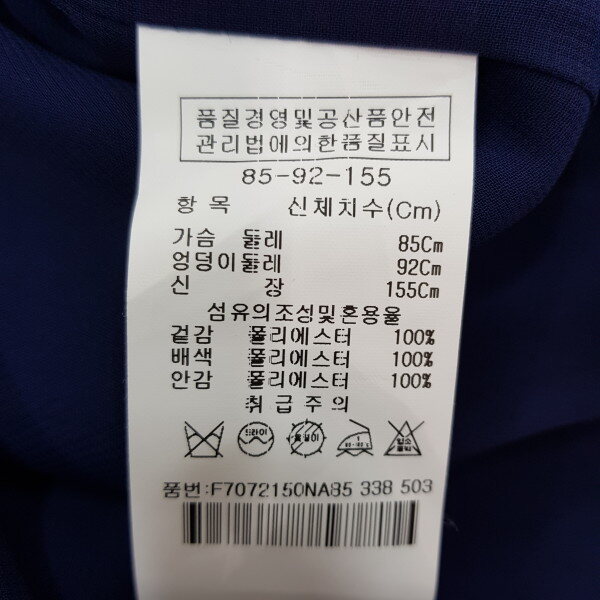 품질경영및공산품안전
관리법에의한품질표시
85-92-155
항 목 신체치수(Cm)
가슴 둘레 85Cm
엉덩이둘레 92Cm
신 장 155Cm
섬유의조성및혼용율
겉감 폴리에스터 100%
배색 폴리에스터 100%
안감 폴리에스터 100%
취급주의
품번:F7072150NA85 338 503